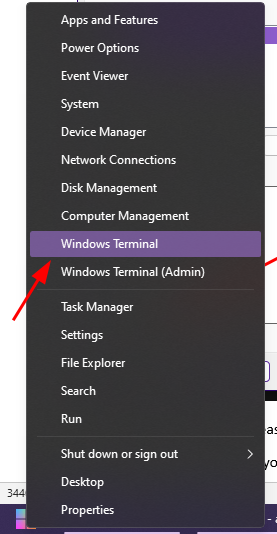 Apps and Features
Power Options
Event Viewer
System
Device Manager
Network Connections
Disk Management
Computer Management
Windows Terminal
Windows Terminal (Admin)
Task Manager
Settings
File Explorer
Search
Run
Shut down or sign out
Desktop
Properties